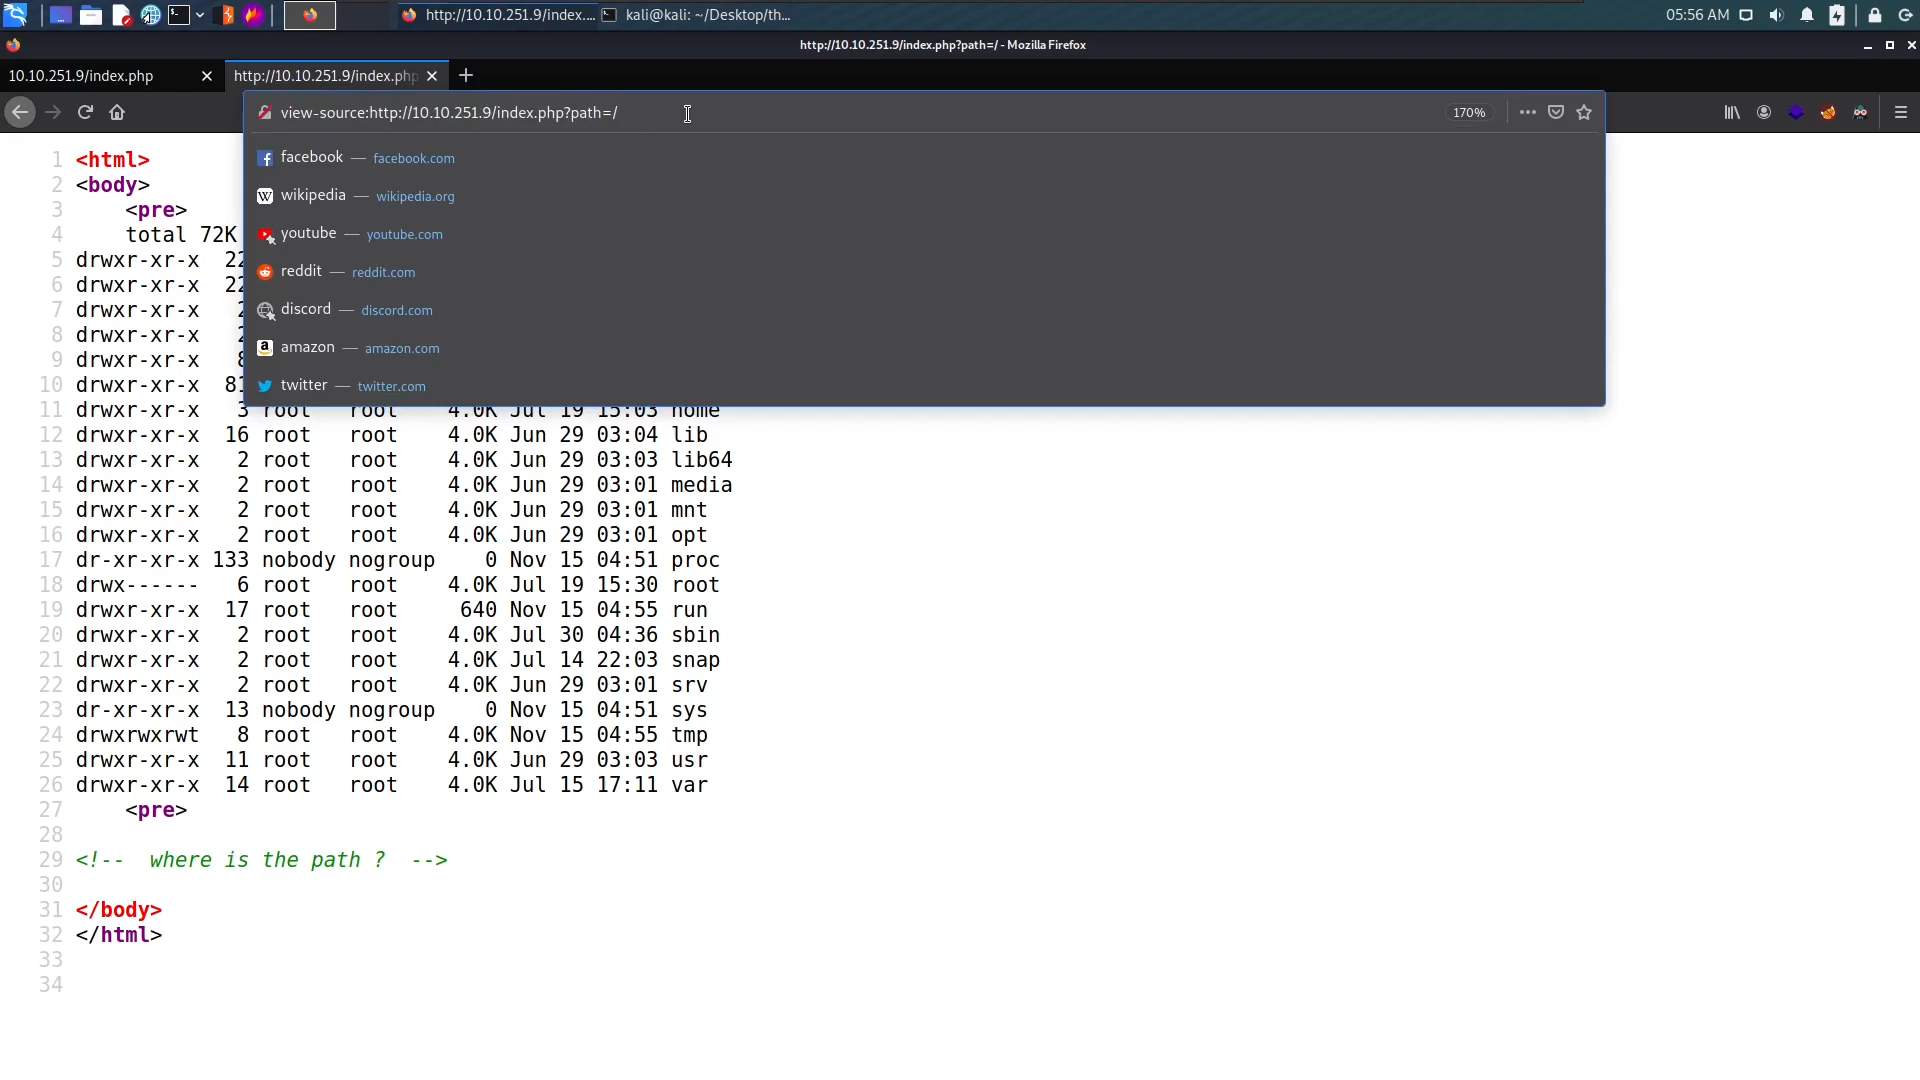 http://10.10.251.9/index....
kali@kali: ~/Desktop/th...
05:56 AM
http://10.10.251.9/index.php?path=/ - Mozilla Firefox
10.10.251.9/index.php
http://10.10.251.9/index.php
view-source:http://10.10.251.9/index.php?path=/
170%
facebook — facebook.com
wikipedia — wikipedia.org
youtube — youtube.com
reddit — reddit.com
discord — discord.com
amazon — amazon.com
twitter — twitter.com
1 <html>
2 <body>
3 <pre>
4 total 72K
5 drwxr-xr-x 22
6 drwxr-xr-x 22
7 drwxr-xr-x 2
8 drwxr-xr-x 2
9 drwxr-xr-x 8
10 drwxr-xr-x 81
11 drwxr-xr-x 3 root root 4.0K Jul 19 15:03 home
12 drwxr-xr-x 16 root root 4.0K Jun 29 03:04 lib
13 drwxr-xr-x 2 root root 4.0K Jun 29 03:03 lib64
14 drwxr-xr-x 2 root root 4.0K Jun 29 03:01 media
15 drwxr-xr-x 2 root root 4.0K Jun 29 03:01 mnt
16 drwxr-xr-x 2 root root 4.0K Jun 29 03:01 opt
17 dr-xr-xr-x 133 nobody nogroup 0 Nov 15 04:51 proc
18 drwx------ 6 root root 4.0K Jul 19 15:30 root
19 drwxr-xr-x 17 root root 640 Nov 15 04:55 run
20 drwxr-xr-x 2 root root 4.0K Jul 30 04:36 sbin
21 drwxr-xr-x 2 root root 4.0K Jul 14 22:03 snap
22 drwxr-xr-x 2 root root 4.0K Jun 29 03:01 srv
23 dr-xr-xr-x 13 nobody nogroup 0 Nov 15 04:51 sys
24 drwxrwxrwt 8 root root 4.0K Nov 15 04:55 tmp
25 drwxr-xr-x 11 root root 4.0K Jun 29 03:03 usr
26 drwxr-xr-x 14 root root 4.0K Jul 15 17:11 var
27 <pre>
28
29 <!-- where is the path ? -->
30
31 </body>
32 </html>
33
34